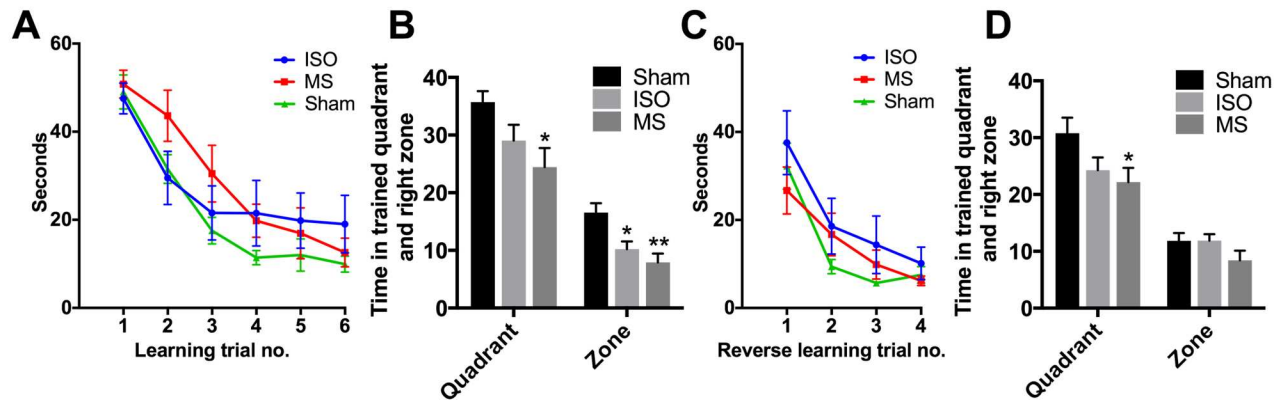 A
60
40
20
0
Seconds
1 2 3 4 5 6
Learning trial no.
ISO
MS
Sham
B
40
30
20
10
0
Time in trained quadrant
and right zone
Sham
ISO
MS
*
*
**
Quadrant
Zone
C
60
40
20
0
Seconds
1 2 3 4
Reverse learning trial no.
ISO
MS
Sham
D
40
30
20
10
0
Time in trained quadrant
and right zone
Sham
ISO
MS
*
Quadrant
Zone